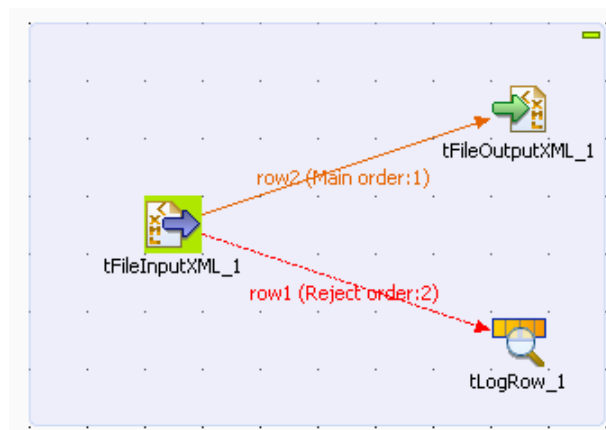 tFileOutputXML_1
row2 (Main order:1)
tFileInputXML_1
row1 (Reject order:2)
tLogRow_1